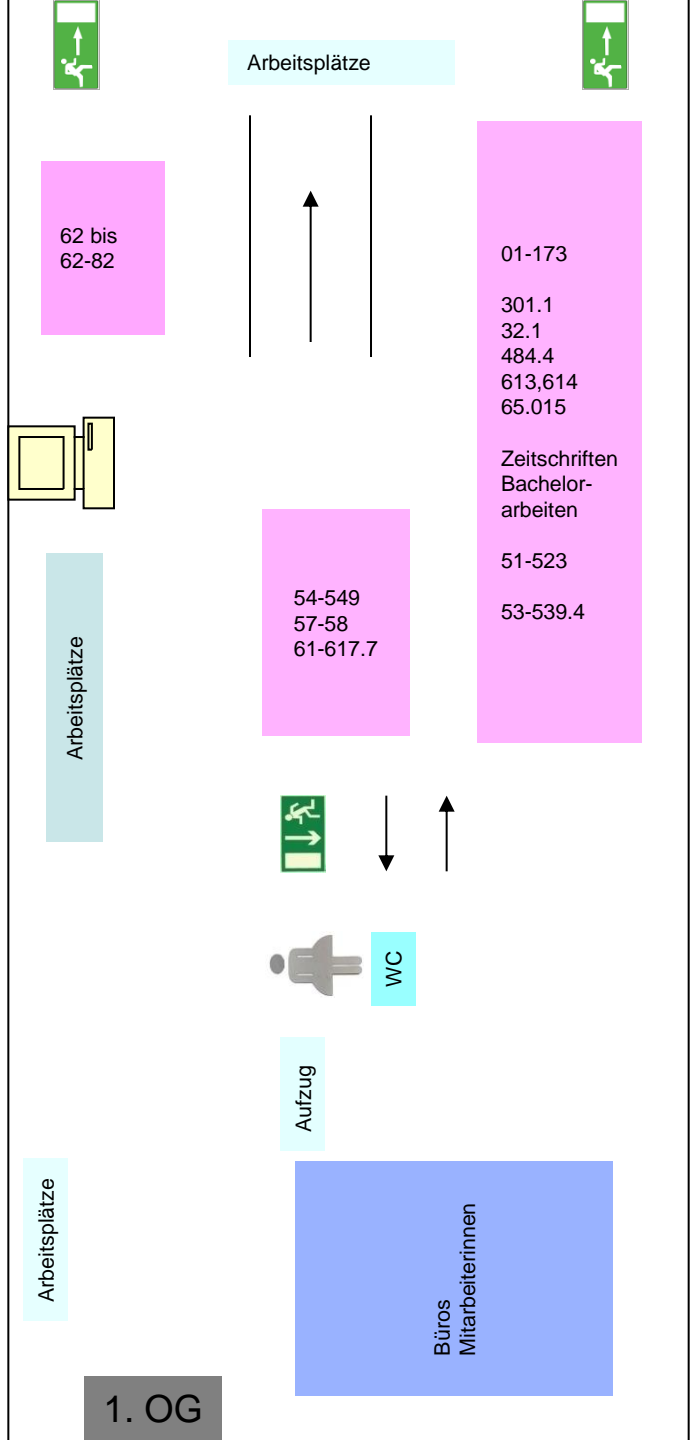 Arbeitsplätze
62 bis
62-82
01-173
301.1
32.1
484.4
613,614
65.015
Zeitschriften
Bachelor-
arbeiten
51-523
53-539.4
54-549
57-58
61-617.7
Arbeitsplätze
WC
Aufzug
Arbeitsplätze
Büros
Mitarbeiterinnen
1. OG